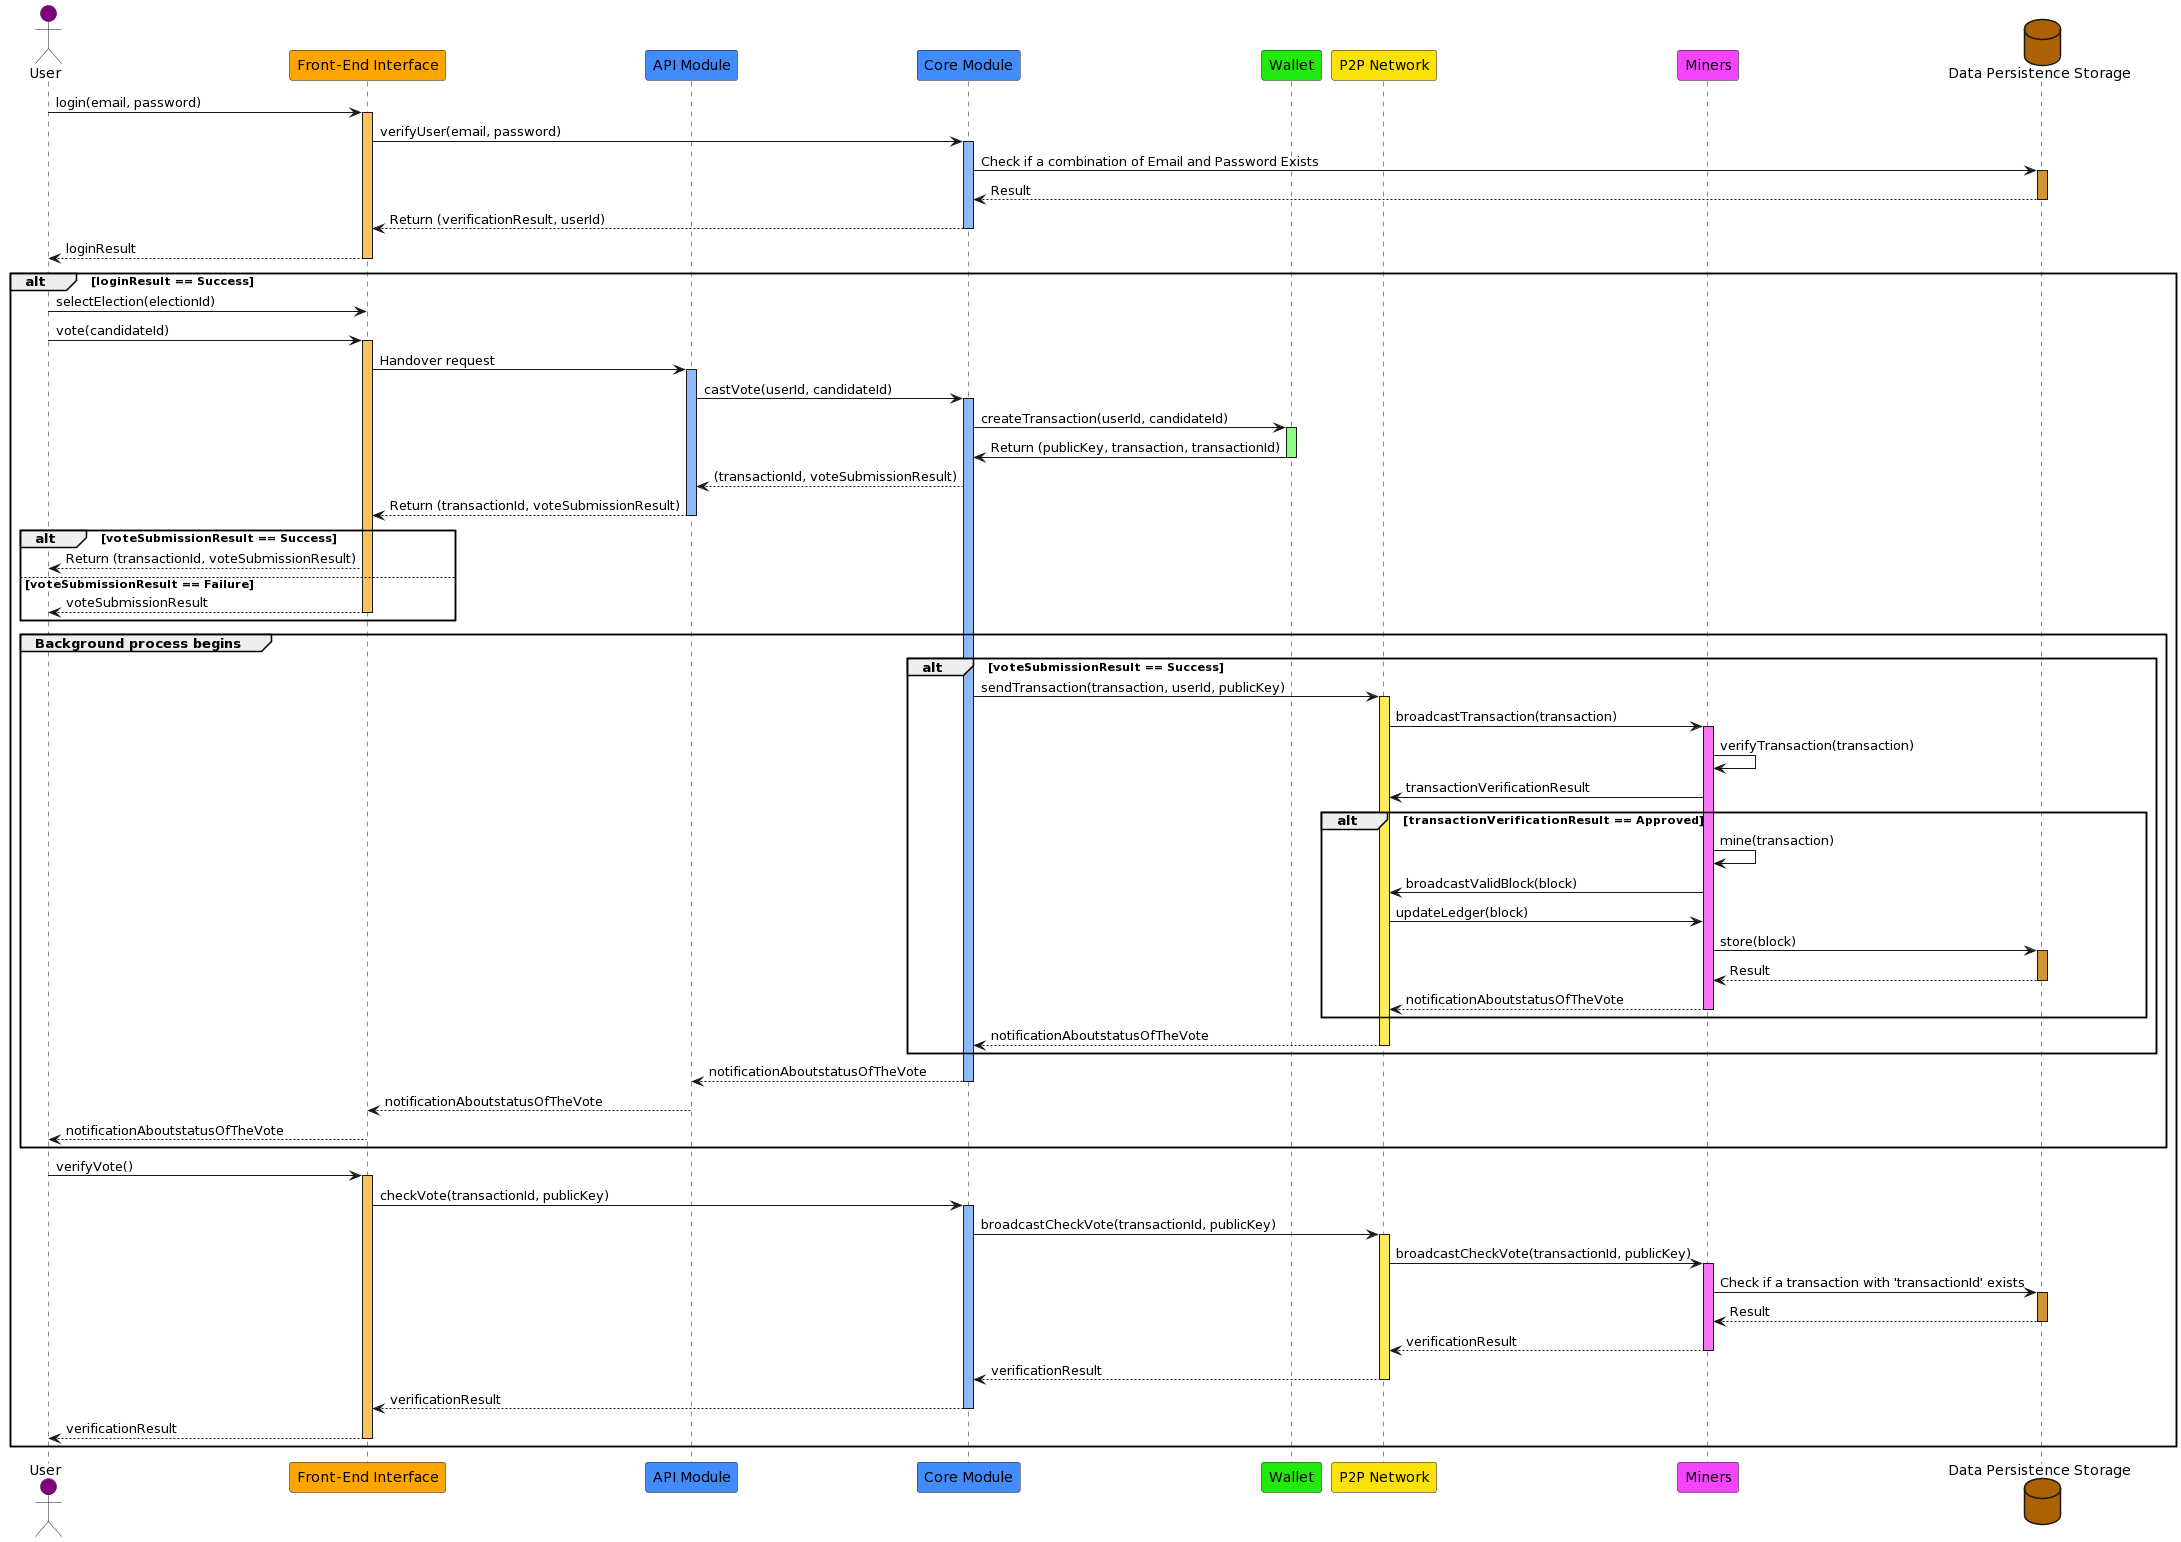 User
Front-End Interface
API Module
Core Module
Wallet
P2P Network
Miners
Data Persistence Storage
login(email, password)
verifyUser(email, password)
Check if a combination of Email and Password Exists
Result
Return (verificationResult, userId)
loginResult
alt [loginResult == Success]
selectElection(electionId)
vote(candidateId)
Handover request
castVote(userId, candidateId)
createTransaction(userId, candidateId)
Return (publicKey, transaction, transactionId)
(transactionId, voteSubmissionResult)
Return (transactionId, voteSubmissionResult)
alt [voteSubmissionResult == Success]
Return (transactionId, voteSubmissionResult)
[voteSubmissionResult == Failure]
voteSubmissionResult
Background process begins
alt [voteSubmissionResult == Success]
sendTransaction(transaction, userId, publicKey)
broadcastTransaction(transaction)
verifyTransaction(transaction)
transactionVerificationResult
alt [transactionVerificationResult == Approved]
mine(transaction)
broadcastValidBlock(block)
updateLedger(block)
store(block)
Result
notificationAboutstatusOfTheVote
notificationAboutstatusOfTheVote
notificationAboutstatusOfTheVote
notificationAboutstatusOfTheVote
notificationAboutstatusOfTheVote
verifyVote()
checkVote(transactionId, publicKey)
broadcastCheckVote(transactionId, publicKey)
broadcastCheckVote(transactionId, publicKey)
Check if a transaction with 'transactionId' exists
Result
verificationResult
verificationResult
verificationResult
verificationResult
User
Front-End Interface
API Module
Core Module
Wallet
P2P Network
Miners
Data Persistence Storage